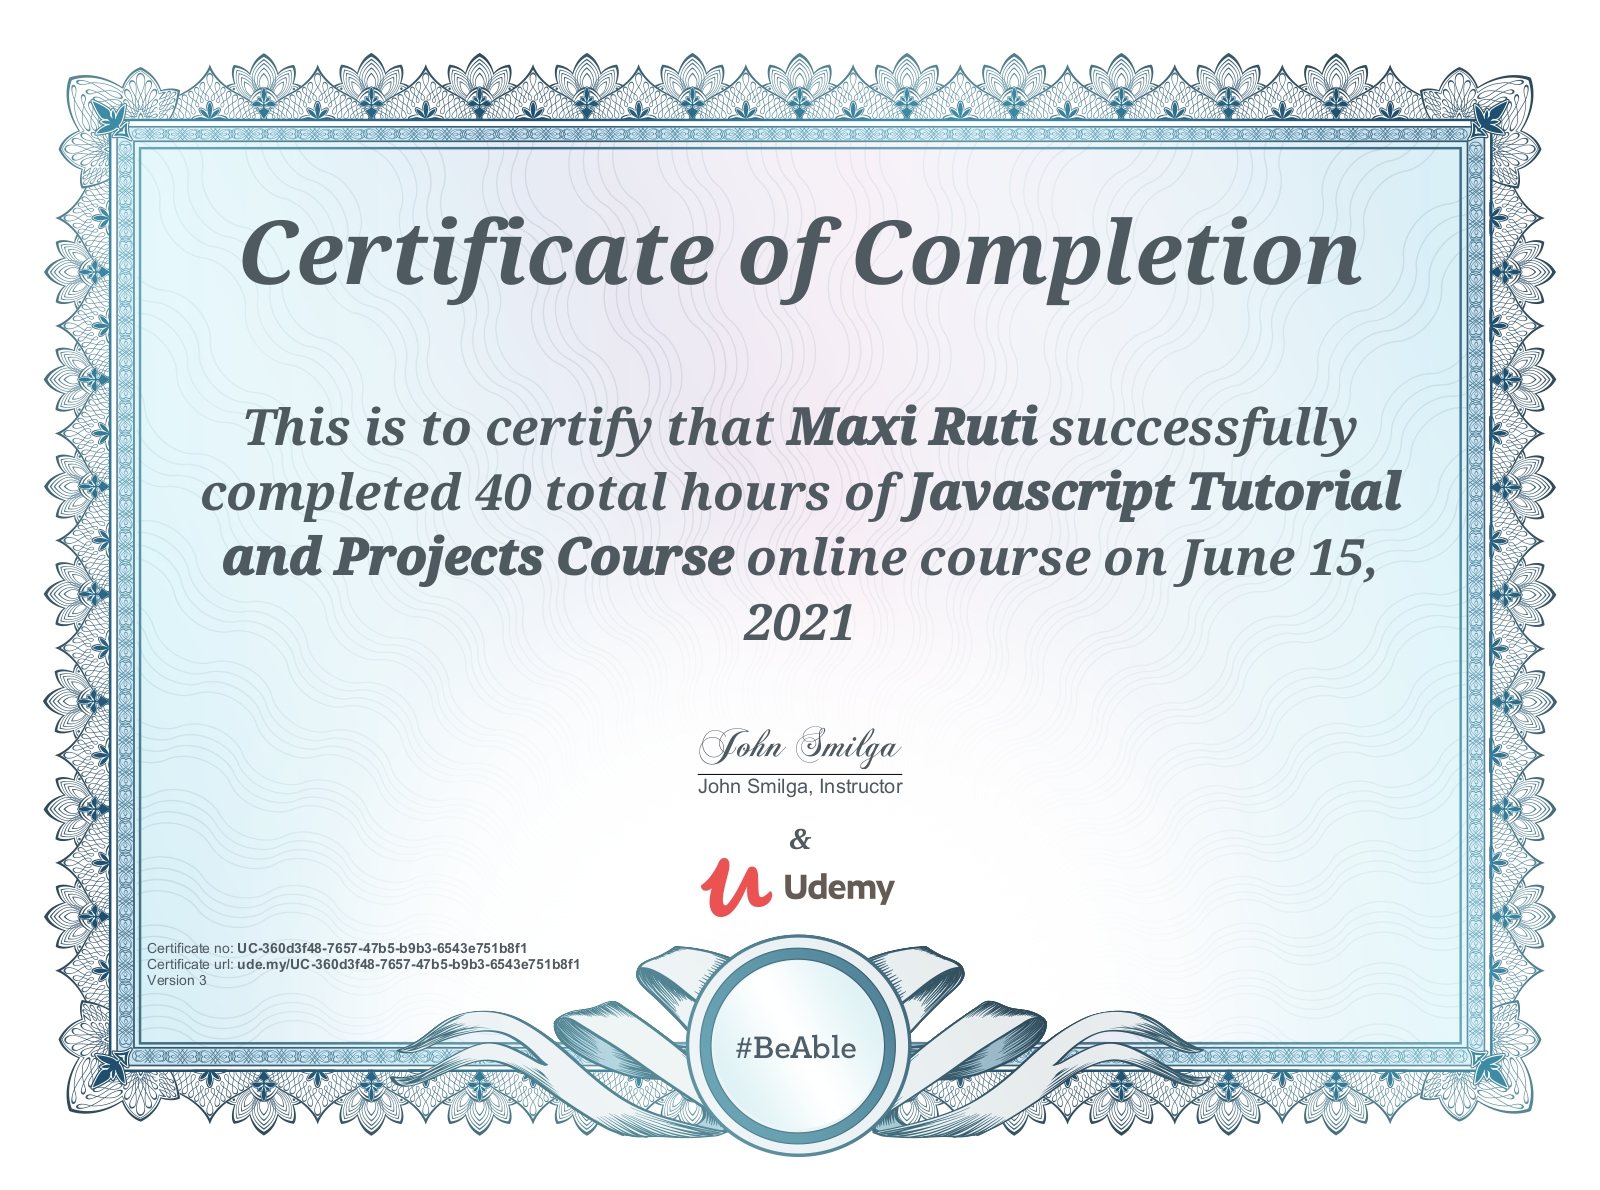 Certificate of Completion
This is to certify that Maxi Ruti successfully
completed 40 total hours of Javascript Tutorial
and Projects Course online course on June 15,
2021
John Smilga
John Smilga, Instructor
&
Udemy
Certificate no: UC-360d3f48-7657-47b5-b9b3-6543e751b8f1
Certificate url: ude.my/UC-360d3f48-7657-47b5-b9b3-6543e751b8f1
Version 3
#BeAble